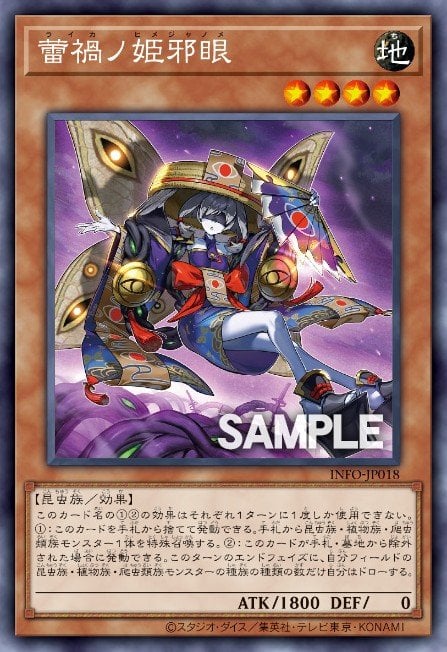 ライカ ヒメジャノメ
蕾禍ノ姫邪眼
ち
地
SAMPLE
INFO-JP018
【昆虫族／効果】
このカード名の①②の効果はそれぞれ１ターンに１度しか使用できない。
①：このカードを手札から捨てて発動できる。手札から昆虫族・植物族・爬虫
類族モンスター１体を特殊召喚する。②：このカードが手札・墓地から除外
された場合に発動できる。このターンのエンドフェイズに、自分フィールドの
昆虫族・植物族・爬虫類族モンスターの種族の種類の数だけ自分はドローする。
ATK/1800 DEF/ 0
©スタジオ・ダイス／集英社・テレビ東京・KONAMI